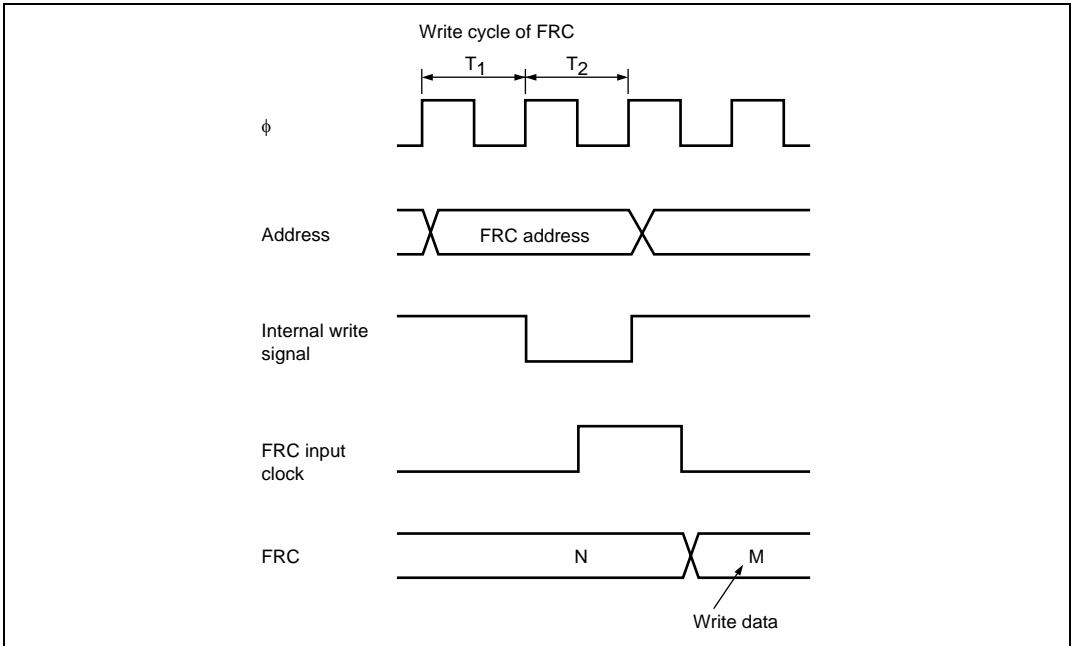 Write cycle of FRC
T1
T2
ϕ
Address
FRC address
Internal write
signal
FRC input
clock
FRC
N
M
Write data